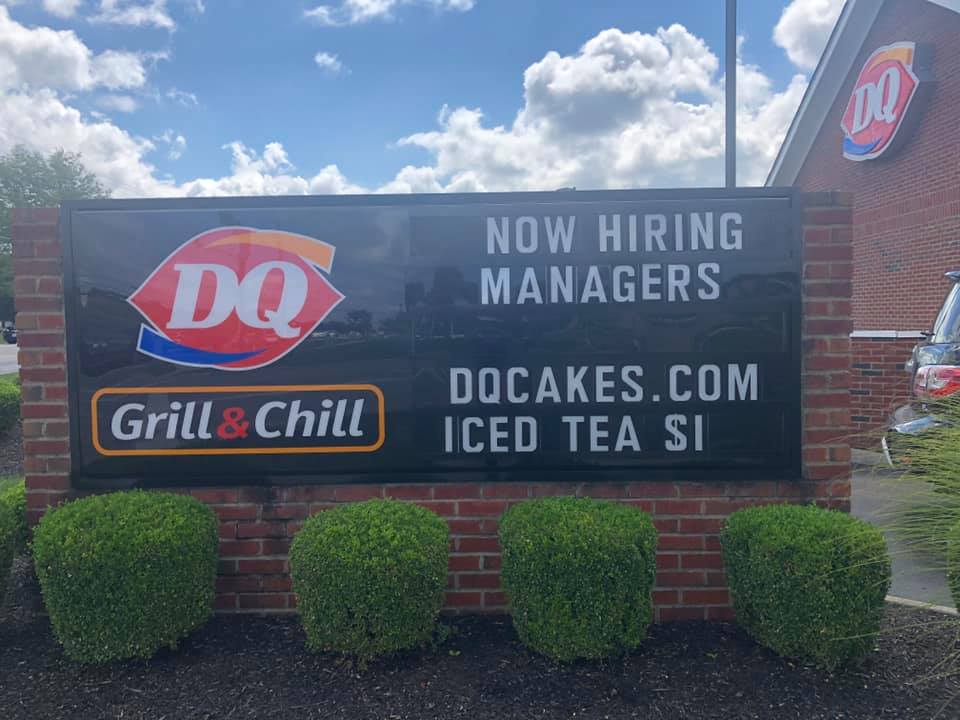 DQ
Grill & Chill
NOW HIRING
MANAGERS
DQCAKES.COM
ICED TEA $1
DQ